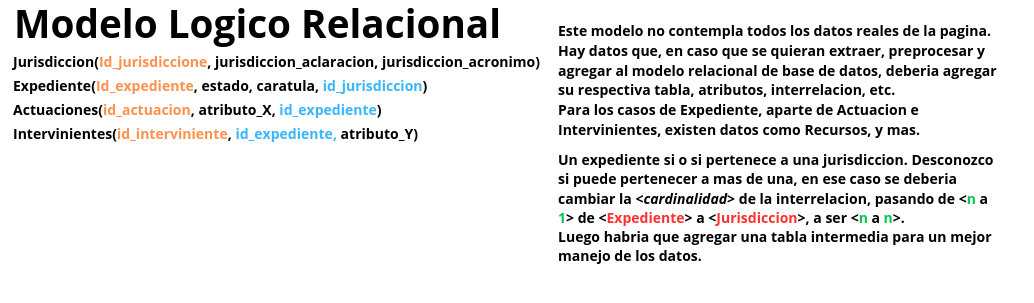 Modelo Logico Relacional
Jurisdiccion(Id_jurisdiccione, jurisdiccion_aclaracion, jurisdiccion_acronimo)
Expediente(Id_expediente, estado, caratula, id_jurisdiccion)
Actuaciones(id_actuacion, atributo_X, id_expediente)
Intervinientes(id_interviniente, id_expediente, atributo_Y)
Este modelo no contempla todos los datos reales de la pagina.
Hay datos que, en caso que se quieran extraer, preprocesar y
agregar al modelo relacional de base de datos, deberia agregar
su respectiva tabla, atributos, interrelacion, etc.
Para los casos de Expediente, aparte de Actuacion e
Intervinientes, existen datos como Recursos, y mas.
Un expediente si o si pertenece a una jurisdiccion. Desconozco
si puede pertenecer a mas de una, en ese caso se deberia
cambiar la <cardinalidad> de la interrelacion, pasando de <n a
1> de <Expediente> a <Jurisdiccion>, a ser <n a n>.
Luego habria que agregar una tabla intermedia para un mejor
manejo de los datos.